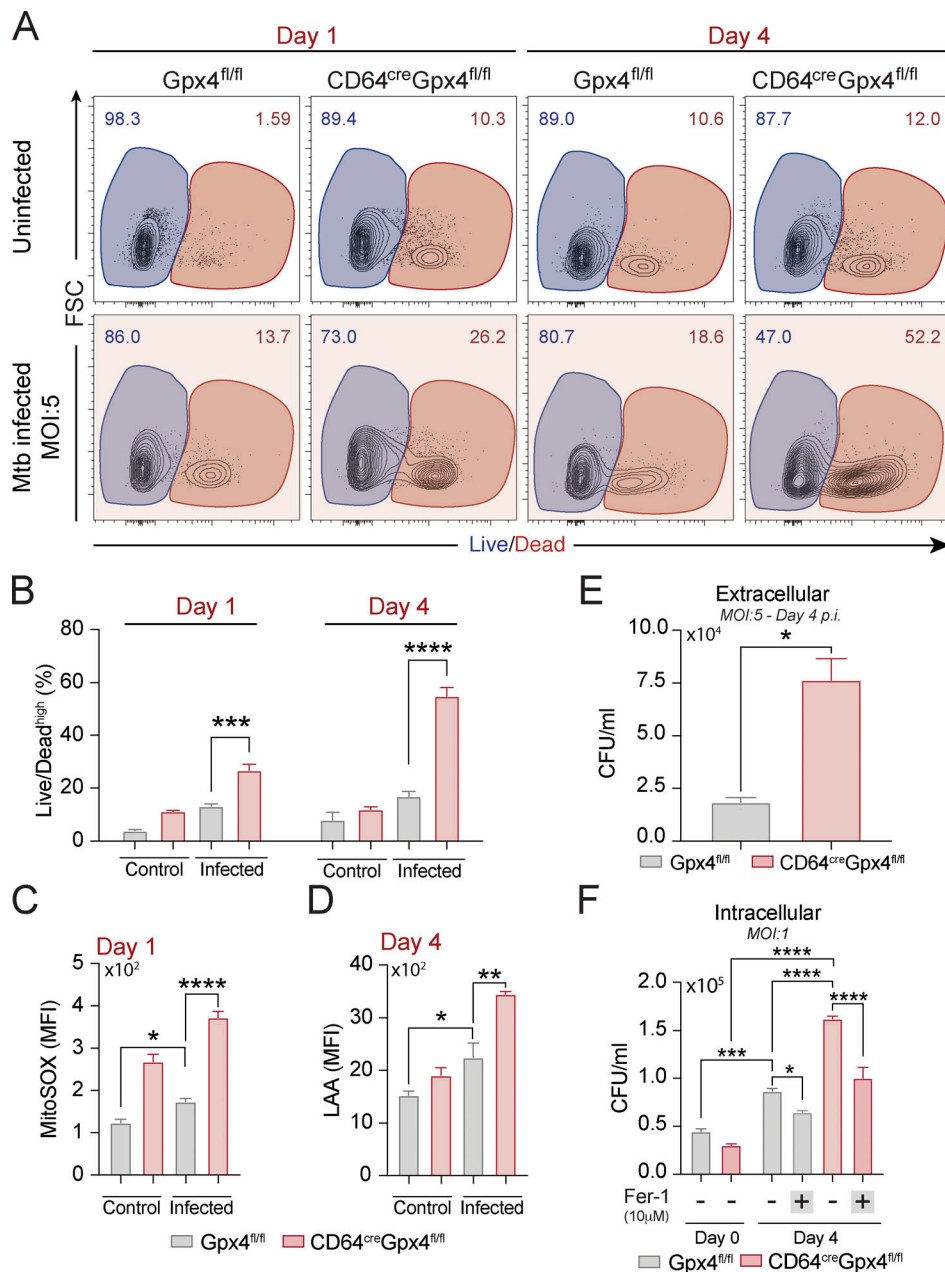 A
Day 1
Day 4
Gpx4fl/fl
CD64creGpx4fl/fl
Gpx4fl/fl
CD64creGpx4fl/fl
Uninfected
98.3
1.59
89.4
10.3
89.0
10.6
87.7
12.0
FSC
Mtb infected
MOI:5
86.0
13.7
73.0
26.2
80.7
18.6
47.0
52.2
Live/Dead
B
Day 1
Day 4
Live/Deadhigh (%)
80
60
40
20
0
***
****
Control
Infected
Control
Infected
E
Extracellular
MOI:5 - Day 4 p.i.
x10⁴
CFU/ml
10.0
7.5
5.0
2.5
0.0
*
Gpx4fl/fl
CD64creGpx4fl/fl
C
Day 1
x10²
MitoSOX (MFI)
5
4
3
2
1
0
*
****
Control
Infected
D
Day 4
x10²
LAA (MFI)
40
30
20
10
0
*
**
Control
Infected
Gpx4fl/fl
CD64creGpx4fl/fl
F
Intracellular
MOI:1
x10⁵
CFU/ml
2.0
1.5
1.0
0.5
0.0
****
****
****
***
*
Fer-1
(10µM)
- - - + - +
Day 0
Day 4
Gpx4fl/fl
CD64creGpx4fl/fl